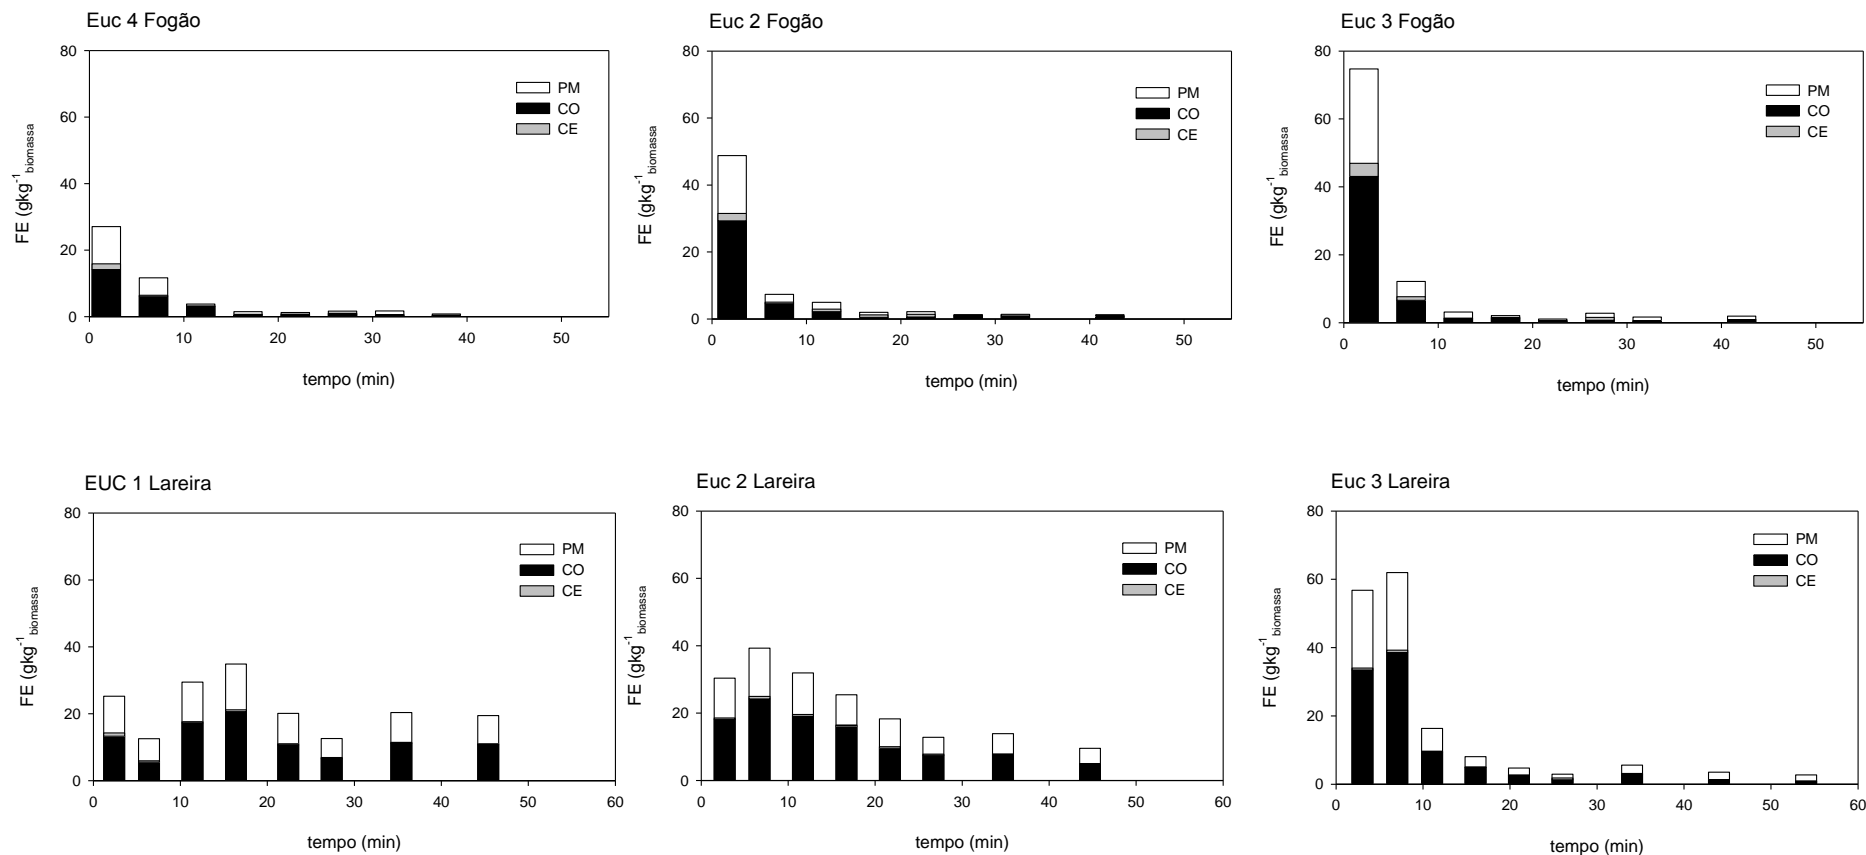 Euc 4 Fogão
80
60
40
20
0
FE (gkg⁻¹ biomassa
PM
CO
CE
0 10 20 30 40 50
tempo (min)
Euc 2 Fogão
80
60
40
20
0
FE (gkg⁻¹ biomassa
PM
CO
CE
0 10 20 30 40 50
tempo (min)
Euc 3 Fogão
80
60
40
20
0
FE (gkg⁻¹ biomassa
PM
CO
CE
0 10 20 30 40 50
tempo (min)
EUC 1 Lareira
80
60
40
20
0
FE (gkg⁻¹ biomassa
PM
CO
CE
0 10 20 30 40 50 60
tempo (min)
Euc 2 Lareira
80
60
40
20
0
FE (gkg⁻¹ biomassa
PM
CO
CE
0 10 20 30 40 50 60
tempo (min)
Euc 3 Lareira
80
60
40
20
0
FE (gkg⁻¹ biomassa
PM
CO
CE
0 10 20 30 40 50 60
tempo (min)